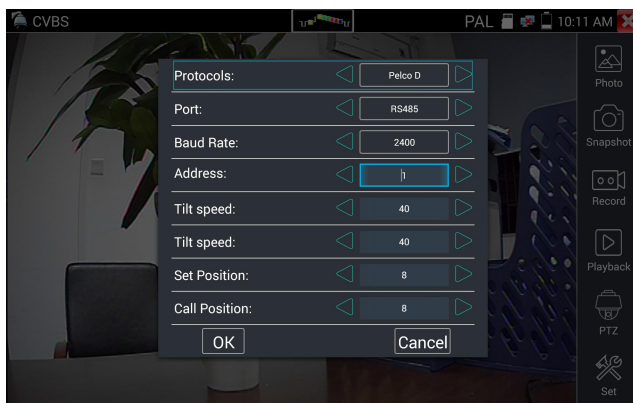 CVBS PAL 10:11 AM
Protocols: Pelco D
Port: RS485
Baud Rate: 2400
Address: 1
Tilt speed: 40
Tilt speed: 40
Set Position: 8
Call Position: 8
OK Cancel
Photo
Snapshot
Record
Playback
PTZ
Set